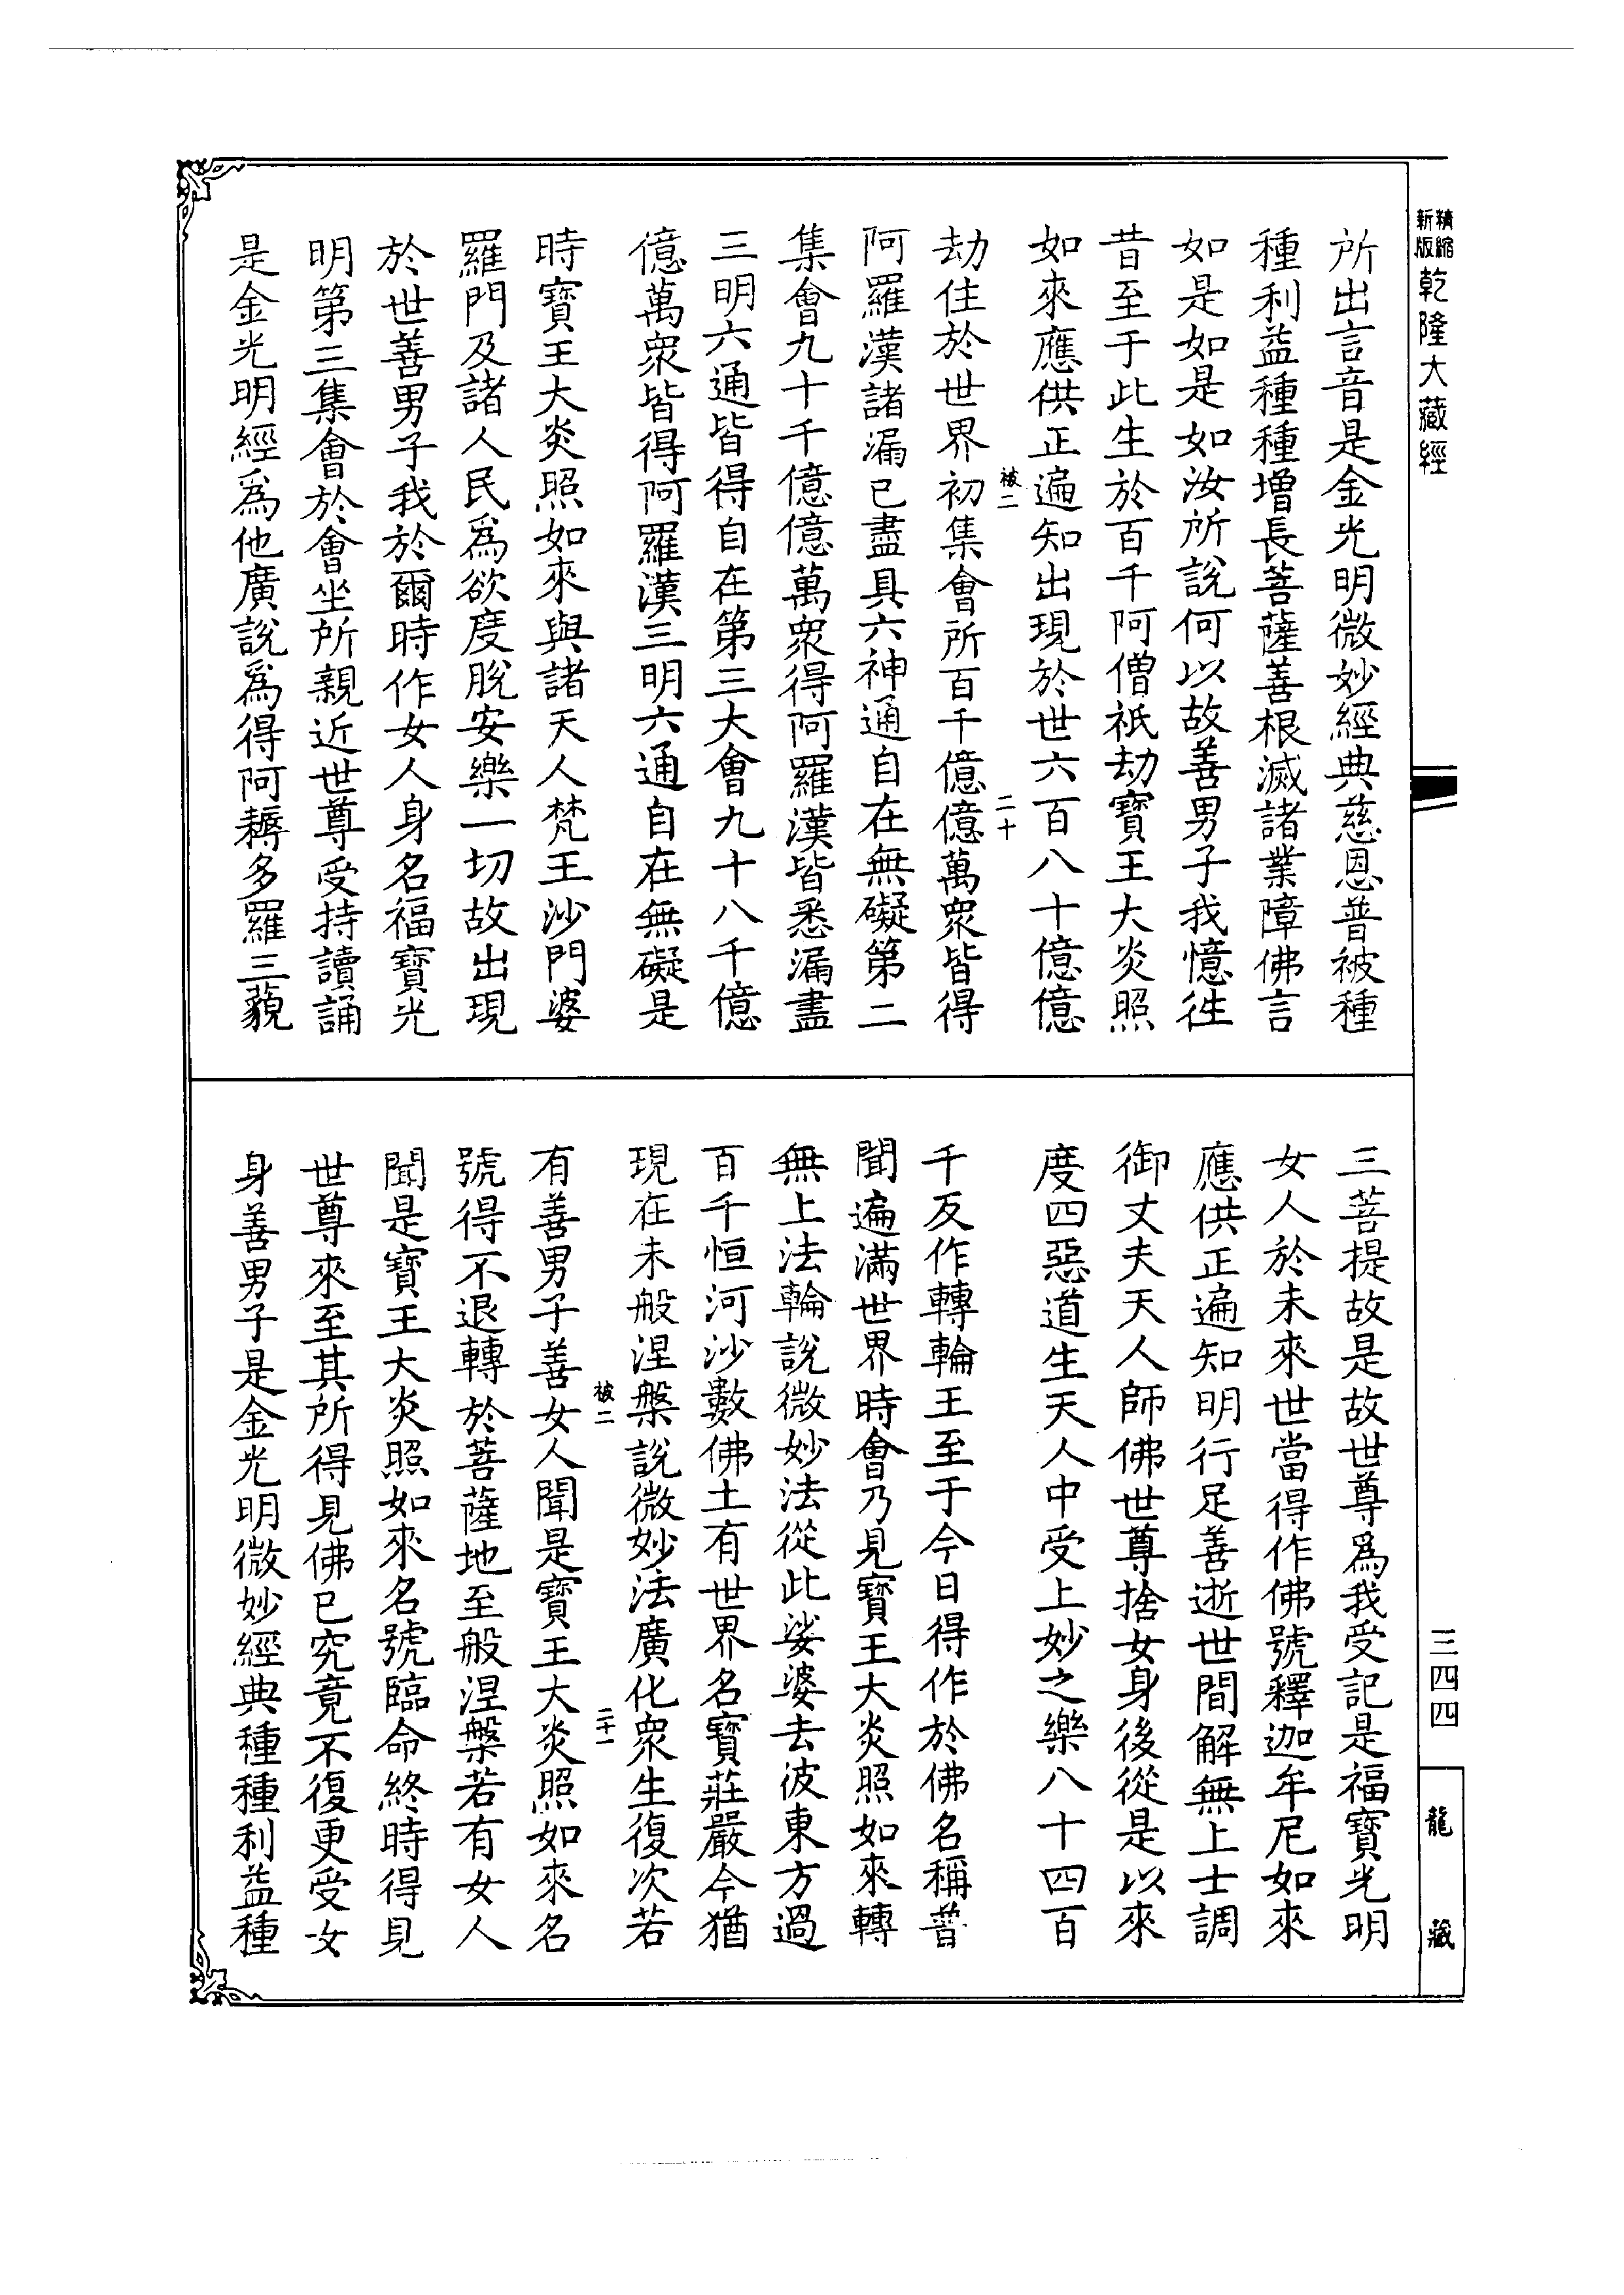 精縮新版乾隆大藏經
所出言音是金光明微妙經典慈恩普被種
種利益種種增長菩薩善根滅諸業障佛言
如是如是如汝所說何以故善男子我憶徃
昔至于此生於百千阿僧祇劫寶王大炎照
如來應供正遍知出現於世六百八十億億
被二 二十
劫住於世界初集會所百千億億萬眾皆得
阿羅漢諸漏已盡具六神通自在無礙第二
集會九十千億億萬眾得阿羅漢皆悉漏盡
三明六通皆得自在第三大會九十八千億
億萬眾皆得阿羅漢三明六通自在無礙是
時寶王大炎照如來與諸天人梵王沙門婆
羅門及諸人民爲欲度脫安樂一切故出現
於世善男子我於爾時作女人身名福寶光
明第三集會於會坐所親近世尊受持讀誦
是金光明經爲他廣說爲得阿耨多羅三藐
三菩提故是故世尊爲我受記是福寶光明
女人於未來世當得作佛號釋迦牟尼如來
應供正遍知明行足善逝世間解無上士調
御丈夫天人師佛世尊捨女身後從是以來
度四惡道生天人中受上妙之樂八十四百
千反作轉輪王至于今日得作於佛名稱普
聞遍滿世界時會乃見寶王大炎照如來轉
無上法輪說微妙法從此娑婆去彼東方過
百千恒河沙數佛土有世界名寶莊嚴今猶
現在未般涅槃說微妙法廣化眾生復次若
被二 二十一
有善男子善女人聞是寶王大炎照如來名
號得不退轉於菩薩地至般涅槃若有女人
聞是寶王大炎照如來名號臨命終時得見
世尊來至其所得見佛已究竟不復更受女
身善男子是金光明微妙經典種種利益種
三四四
龍藏